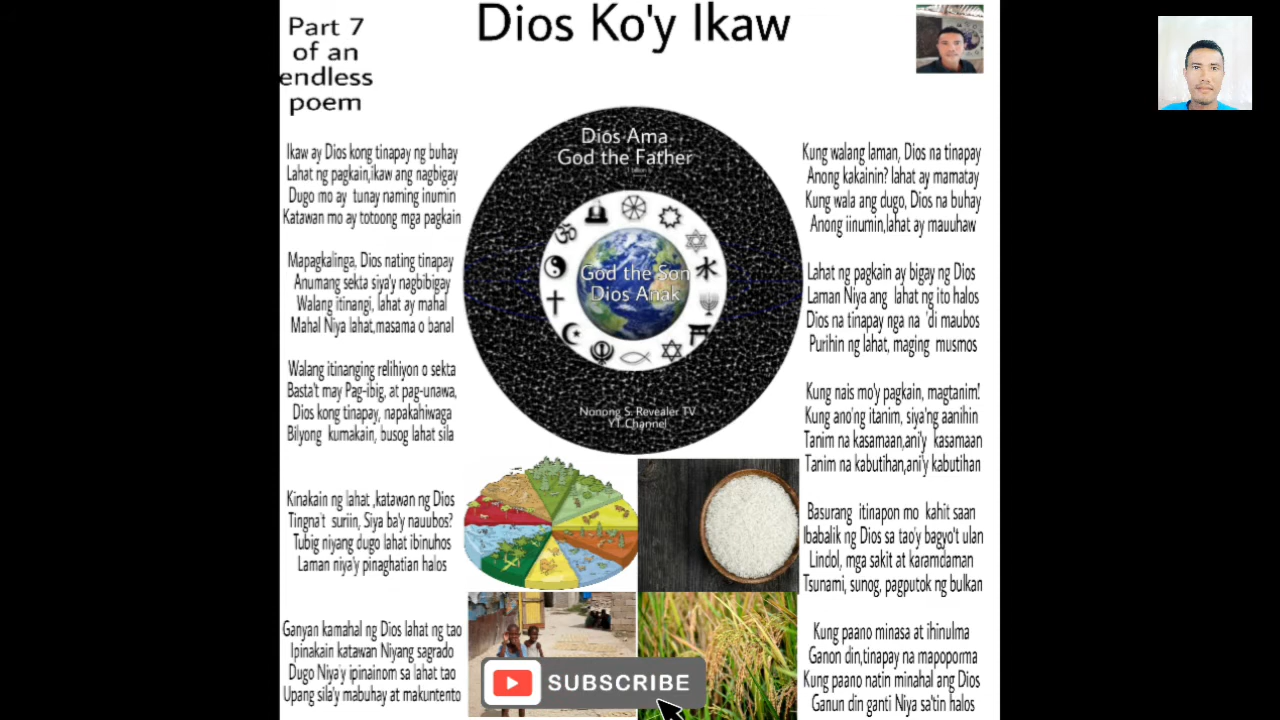 Part 7
of an
endless
poem
Dios Ko'y Ikaw
Ikaw ay Dios kong tinapay ng buhay
Lahat ng pagkain,ikaw ang nagbigay
Dugo mo ay tunay naming inumin
Katawan mo ay totoong mga pagkain
Mapagkalinga, Dios nating tinapay
Anumang sekta siya'y nagbibigay
Walang itinangi, lahat ay mahal
Mahal Niya lahat,masama o banal
Walang itinanging relihiyon o sekta
Basta't may Pag-ibig, at pag-unawa,
Dios kong tinapay, napakahiwaga
Bilyong kumakain, busog lahat sila
Kinakain ng lahat ,katawan ng Dios
Tingna't suriin, Siya ba'y nauubos?
Tubig niyang dugo lahat ibinuhos
Laman niya'y pinaghatian halos
Ganyan kamahal ng Dios lahat ng tao
Ipinakain katawan Niyang sagrado
Dugo Niya'y ipinainom sa lahat tao
Upang sila'y mabuhay at makuntento
Dios Ama
God the Father
God the Son
Dios Anak
Nonong S. Revealer TV
YT Channel
SUBSCRIBE
Kung walang laman, Dios na tinapay
Anong kakainin? lahat ay mamatay
Kung wala ang dugo, Dios na buhay
Anong iinumin,lahat ay mauuhaw
Lahat ng pagkain ay bigay ng Dios
Laman Niya ang lahat ng ito halos
Dios na tinapay nga na 'di maubos
Purihin ng lahat, maging musmos
Kung nais mo'y pagkain, magtanim!
Kung ano'ng itanim, siya'ng aanihin
Tanim na kasamaan,ani'y kasamaan
Tanim na kabutihan,ani'y kabutihan
Basurang itinapon mo kahit saan
Ibabalik ng Dios sa tao'y bagyo't ulan
Lindol, mga sakit at karamdaman
Tsunami, sunog, pagputok ng bulkan
Kung paano minasa at ihinulma
Ganon din,tinapay na mapoporma
Kung paano natin minahal ang Dios
Ganun din ganti Niya sa'tin halos